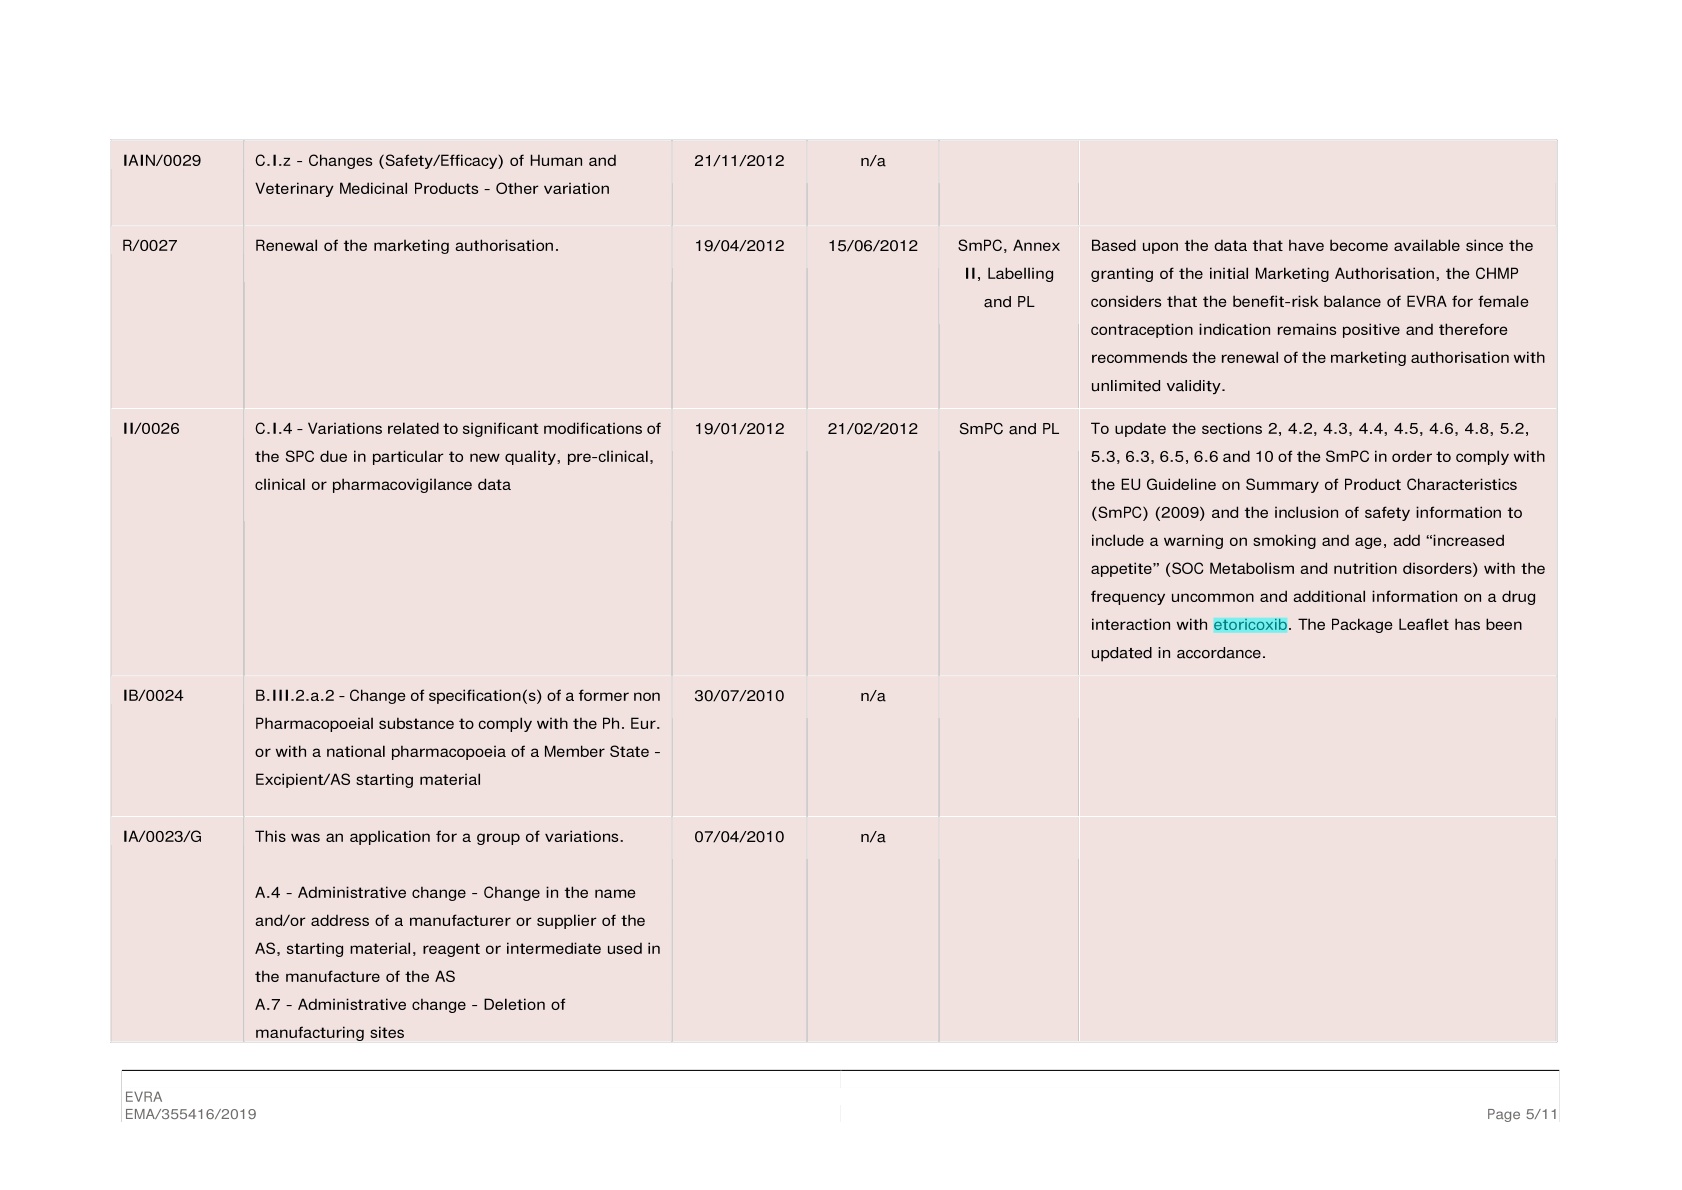 IAIN/0029
C.I.z - Changes (Safety/Efficacy) of Human and
Veterinary Medicinal Products - Other variation
21/11/2012
n/a
R/0027
Renewal of the marketing authorisation.
19/04/2012
15/06/2012
SmPC, Annex
II, Labelling
and PL
Based upon the data that have become available since the
granting of the initial Marketing Authorisation, the CHMP
considers that the benefit-risk balance of EVRA for female
contraception indication remains positive and therefore
recommends the renewal of the marketing authorisation with
unlimited validity.
II/0026
C.I.4 - Variations related to significant modifications of
the SPC due in particular to new quality, pre-clinical,
clinical or pharmacovigilance data
19/01/2012
21/02/2012
SmPC and PL
To update the sections 2, 4.2, 4.3, 4.4, 4.5, 4.6, 4.8, 5.2,
5.3, 6.3, 6.5, 6.6 and 10 of the SmPC in order to comply with
the EU Guideline on Summary of Product Characteristics
(SmPC) (2009) and the inclusion of safety information to
include a warning on smoking and age, add “increased
appetite” (SOC Metabolism and nutrition disorders) with the
frequency uncommon and additional information on a drug
interaction with etoricoxib. The Package Leaflet has been
updated in accordance.
IB/0024
B.III.2.a.2 - Change of specification(s) of a former non
Pharmacopoeial substance to comply with the Ph. Eur.
or with a national pharmacopoeia of a Member State -
Excipient/AS starting material
30/07/2010
n/a
IA/0023/G
This was an application for a group of variations.
A.4 - Administrative change - Change in the name
and/or address of a manufacturer or supplier of the
AS, starting material, reagent or intermediate used in
the manufacture of the AS
A.7 - Administrative change - Deletion of
manufacturing sites
07/04/2010
n/a
EVRA
EMA/355416/2019
Page 5/11